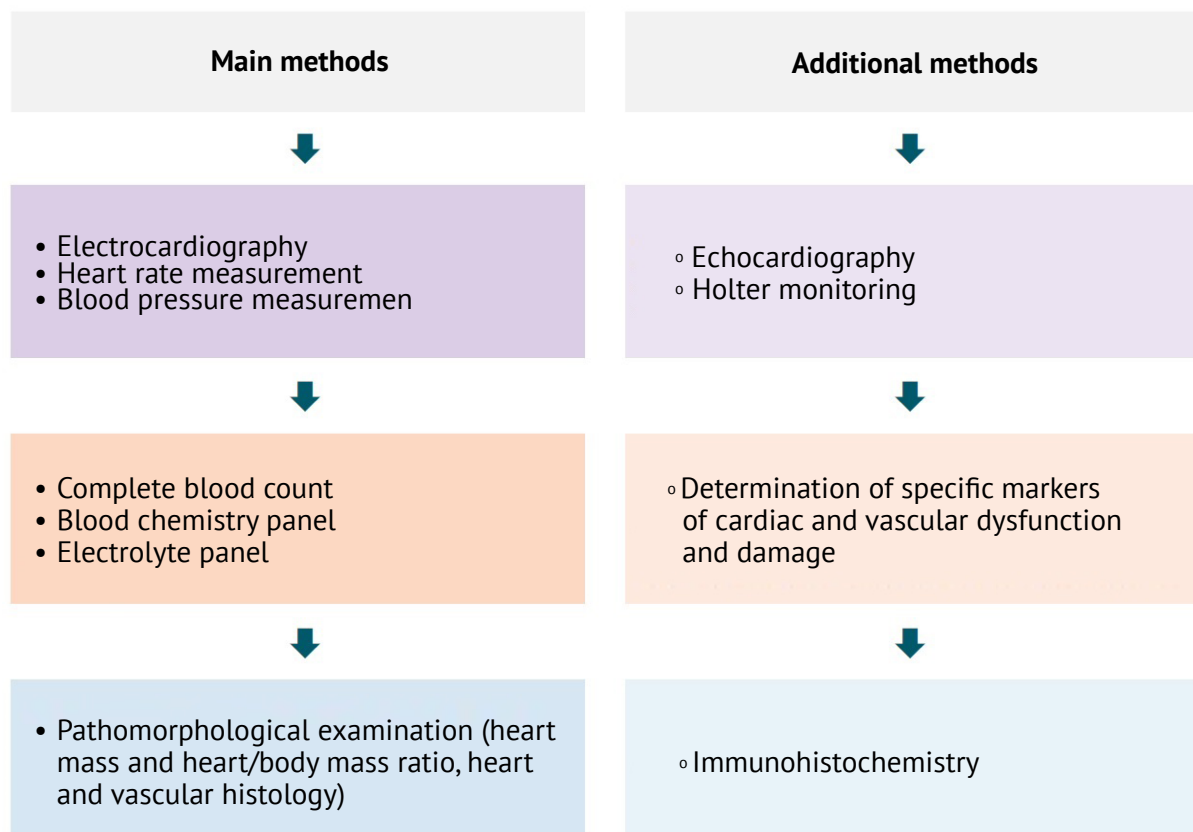 Main methods
• Electrocardiography
• Heart rate measurement
• Blood pressure measuremen
• Complete blood count
• Blood chemistry panel
• Electrolyte panel
• Pathomorphological examination (heart
mass and heart/body mass ratio, heart
and vascular histology)
Additional methods
o Echocardiography
o Holter monitoring
o Determination of specific markers
of cardiac and vascular dysfunction
and damage
o Immunohistochemistry